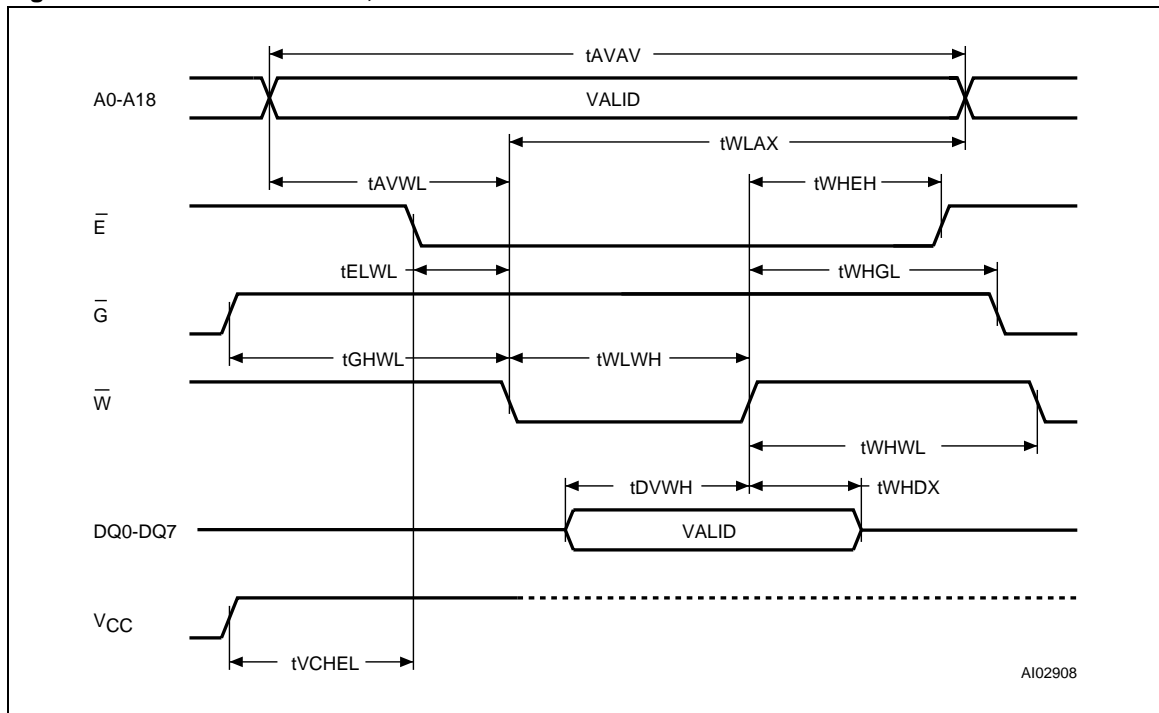 tAVAV
A0-A18 VALID
tWLAX
tAVWL tWHEH
E̅
tELWL tWHGL
G̅
tGHWL tWLWH
W̅
tWHWL
tDVWH tWHDX
DQ0-DQ7 VALID
VCC
tVCHEL
AI02908